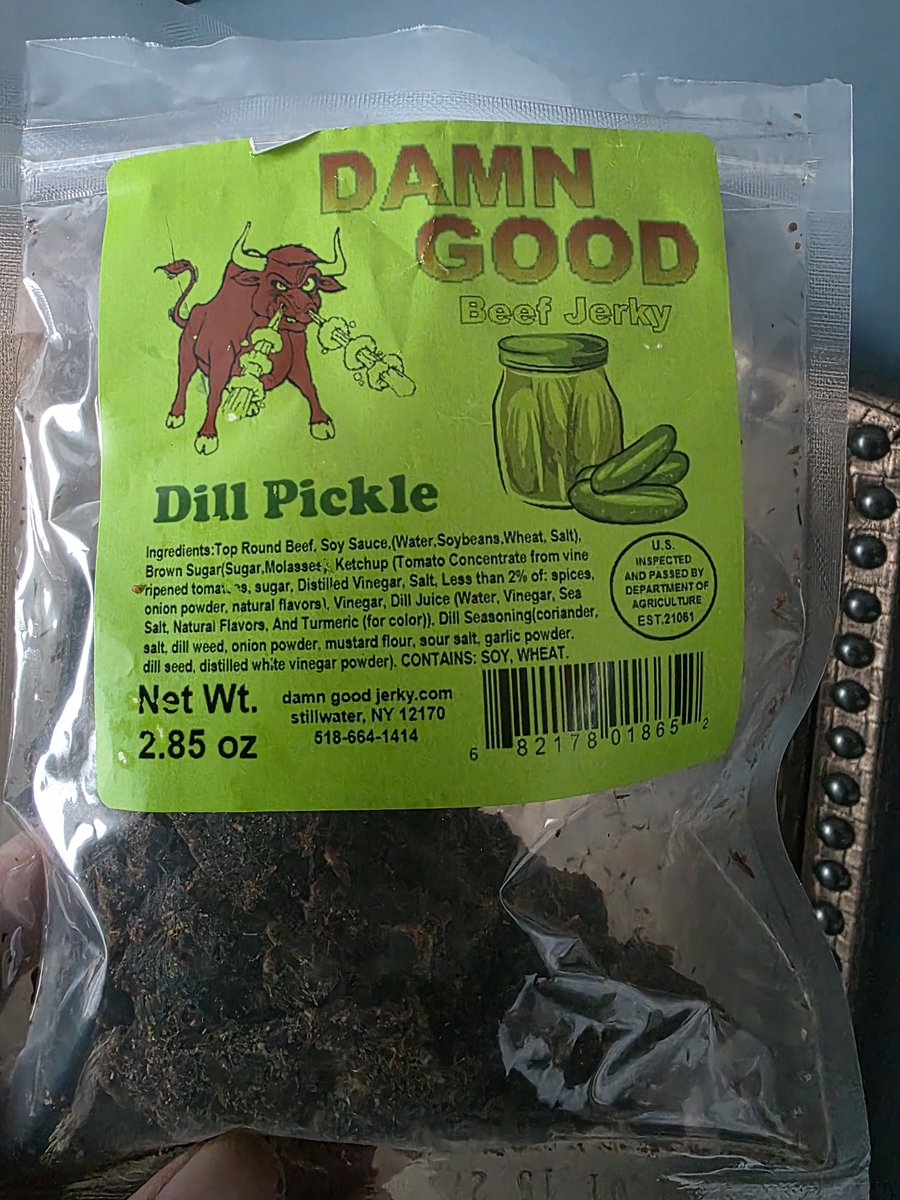 DAMN
GOOD
Beef Jerky
Dill Pickle
Ingredients:Top Round Beef, Soy Sauce,(Water,Soybeans,Wheat, Salt),
Brown Sugar(Sugar,Molasses), Ketchup (Tomato Concentrate from vine
ripened sugar, Distilled Vinegar, Salt, Less than 2% of: spices,
onion powder, natural flavors), Vinegar, Dill Juice (Water, Vinegar, Sea
Salt, Natural Flavors, And Turmeric (for color)). Dill Seasoning(coriander,
salt, dill weed, onion powder, mustard flour, sour salt, garlic powder.
dill seed, distilled white vinegar powder). CONTAINS: SOY, WHEAT.
U.S.
INSPECTED
AND PASSED BY
DEPARTMENT OF
AGRICULTURE
EST.21061
Net Wt.
2.85 oz
damn good jerky.com
stillwater, NY 12170
518-664-1414
6 82178 01865 2